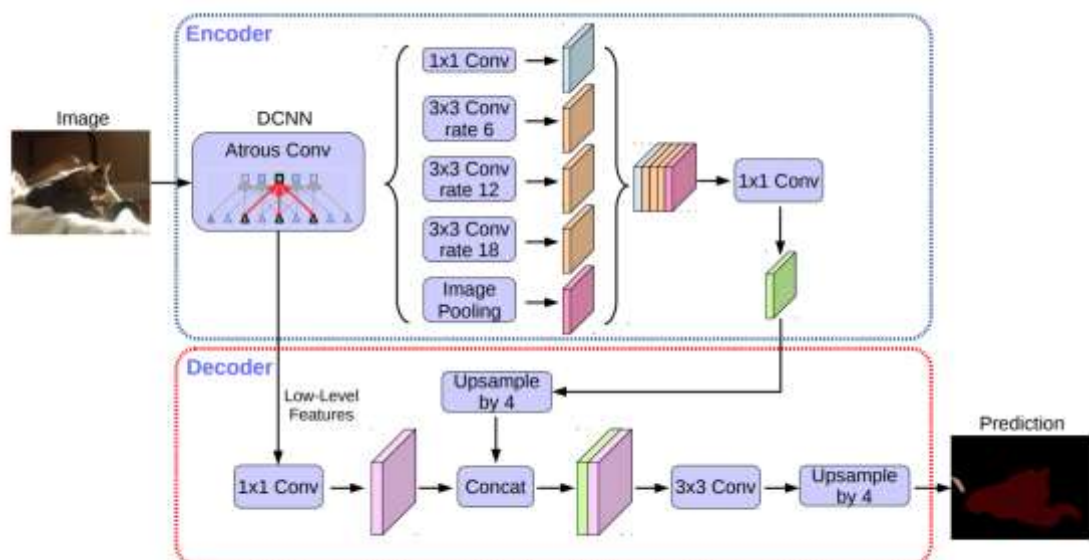 Encoder
Image
DCNN
Atrous Conv
1x1 Conv
3x3 Conv
rate 6
3x3 Conv
rate 12
3x3 Conv
rate 18
Image
Pooling
1x1 Conv
Decoder
Low-Level
Features
Upsample
by 4
1x1 Conv
Concat
3x3 Conv
Upsample
by 4
Prediction